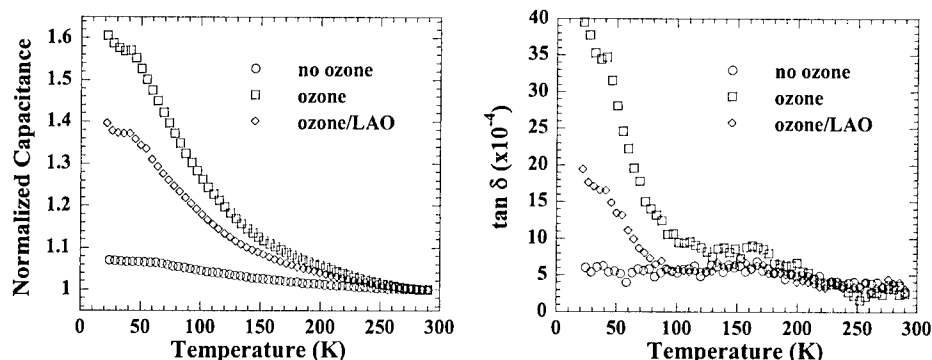 Normalized Capacitance
1.6
1.5
1.4
1.3
1.2
1.1
1
no ozone
ozone
ozone/LAO
0 50 100 150 200 250 300
Temperature (K)
tan δ (x10⁻⁴)
40
35
30
25
20
15
10
5
0
no ozone
ozone
ozone/LAO
0 50 100 150 200 250 300
Temperature (K)